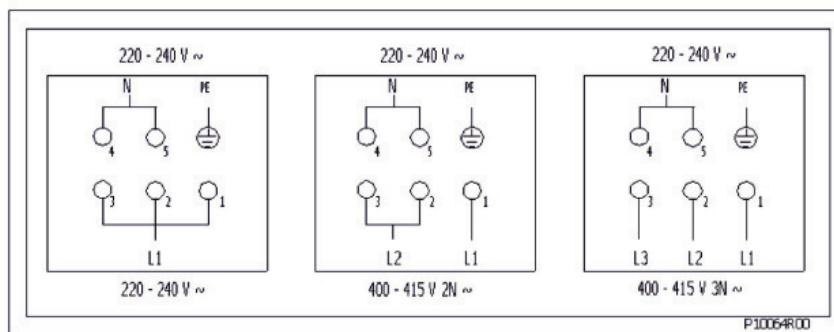 220 - 240 V ~ 220 - 240 V ~ 220 - 240 V ~
N PE N PE N PE
4 5 4 5 4 5
3 2 1 3 2 1 3 2 1
L1 L2 L1 L3 L2 L1
220 - 240 V ~ 400 - 415 V 2N ~ 400 - 415 V 3N ~
P10064R00